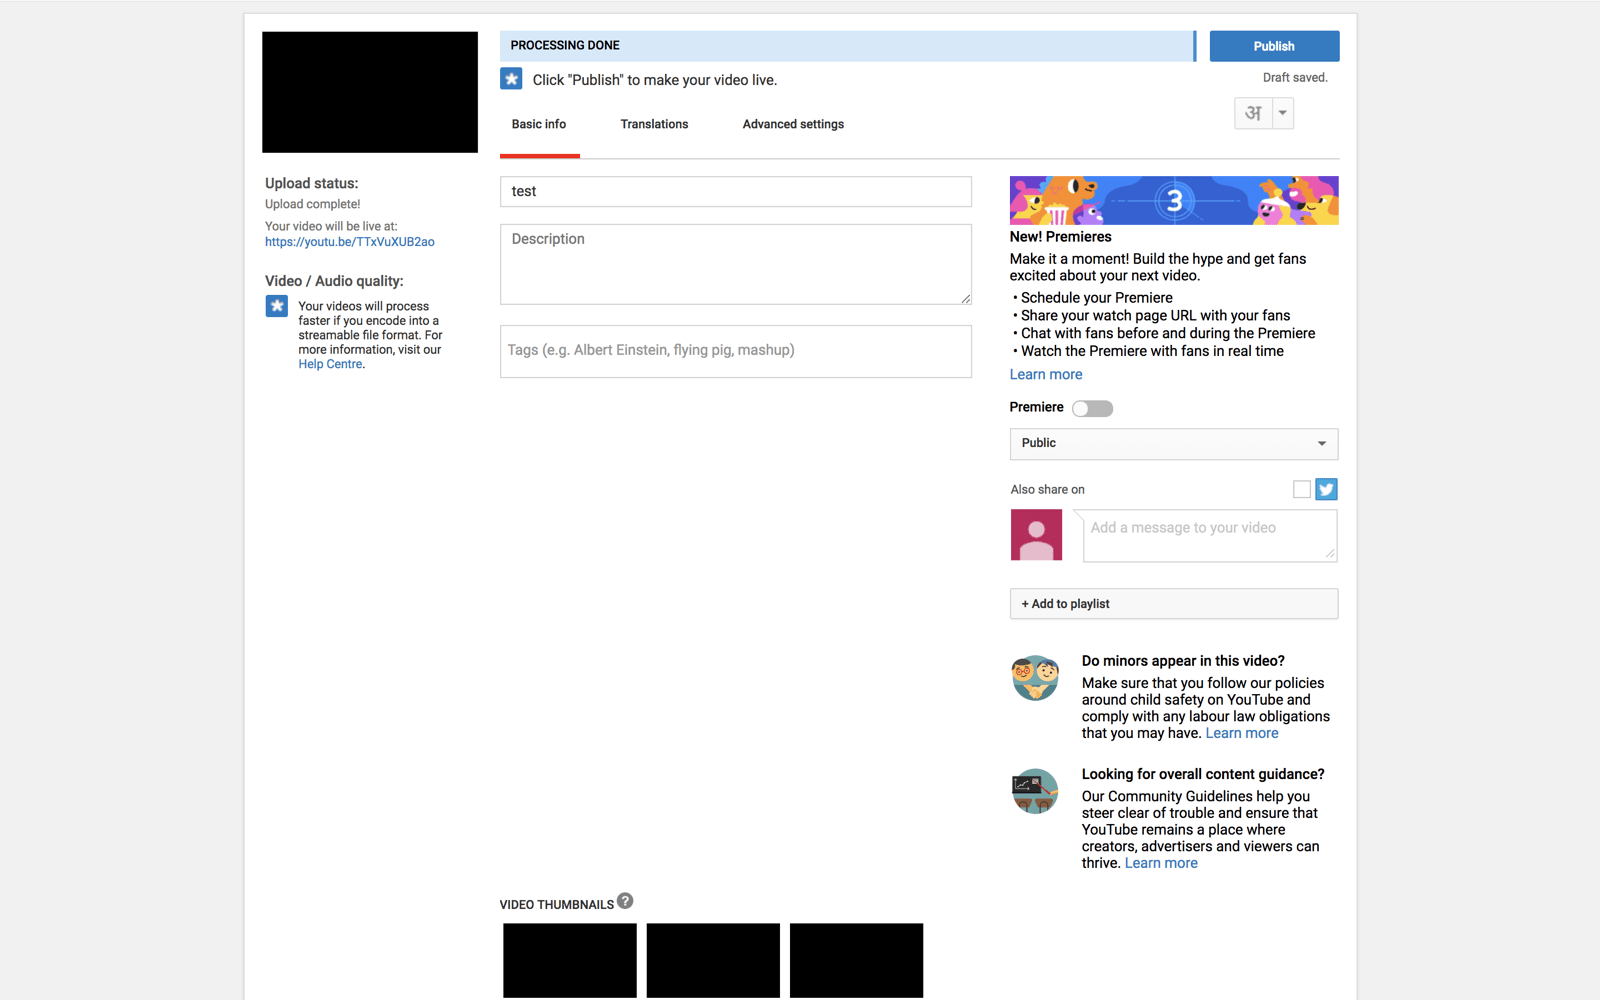 PROCESSING DONE
Publish
Click "Publish" to make your video live.
Draft saved.
अ
Basic info
Translations
Advanced settings
Upload status:
Upload complete!
Your video will be live at:
https://youtu.be/TTxVuXUB2ao
Video / Audio quality:
Your videos will process
faster if you encode into a
streamable file format. For
more information, visit our
Help Centre.
test
Description
Tags (e.g. Albert Einstein, flying pig, mashup)
VIDEO THUMBNAILS ?
3
New! Premieres
Make it a moment! Build the hype and get fans
excited about your next video.
• Schedule your Premiere
• Share your watch page URL with your fans
• Chat with fans before and during the Premiere
• Watch the Premiere with fans in real time
Learn more
Premiere
Public
Also share on
Add a message to your video
+ Add to playlist
Do minors appear in this video?
Make sure that you follow our policies
around child safety on YouTube and
comply with any labour law obligations
that you may have. Learn more
Looking for overall content guidance?
Our Community Guidelines help you
steer clear of trouble and ensure that
YouTube remains a place where
creators, advertisers and viewers can
thrive. Learn more